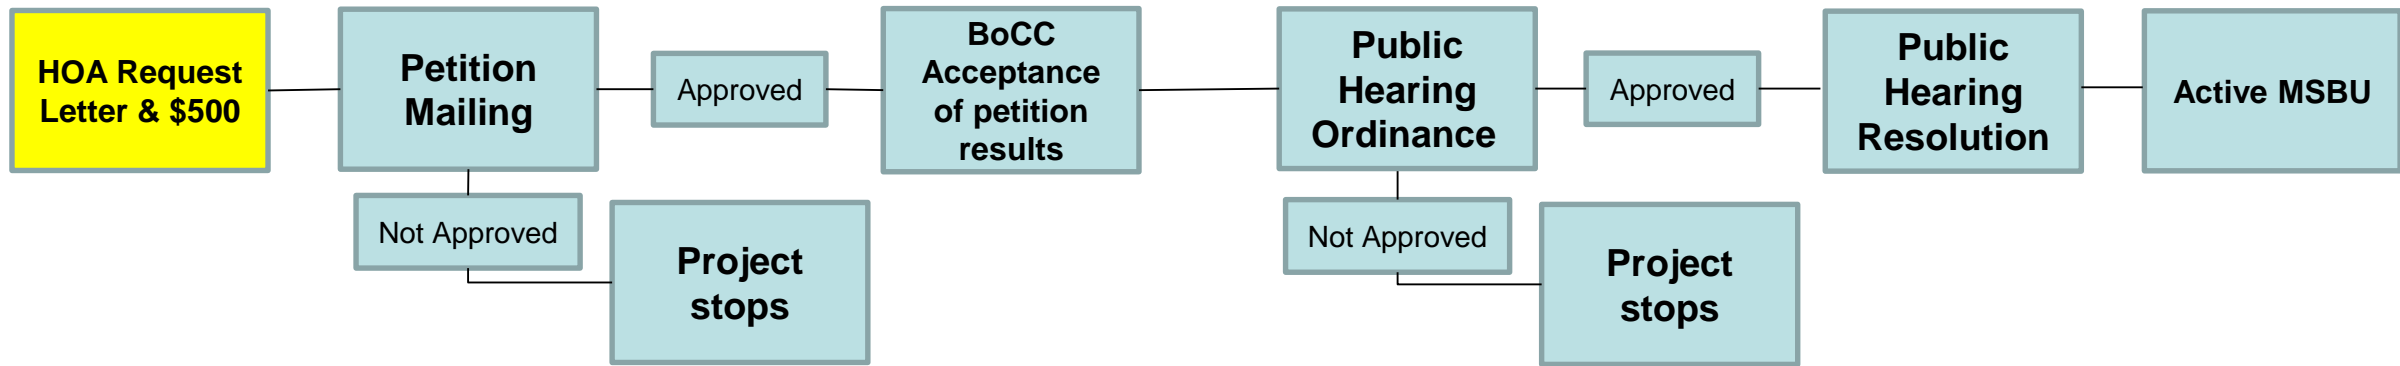 HOA Request
Letter & $500
Petition
Mailing
Approved
BoCC
Acceptance
of petition
results
Public
Hearing
Ordinance
Approved
Public
Hearing
Resolution
Active MSBU
Not Approved
Project
stops
Not Approved
Project
stops